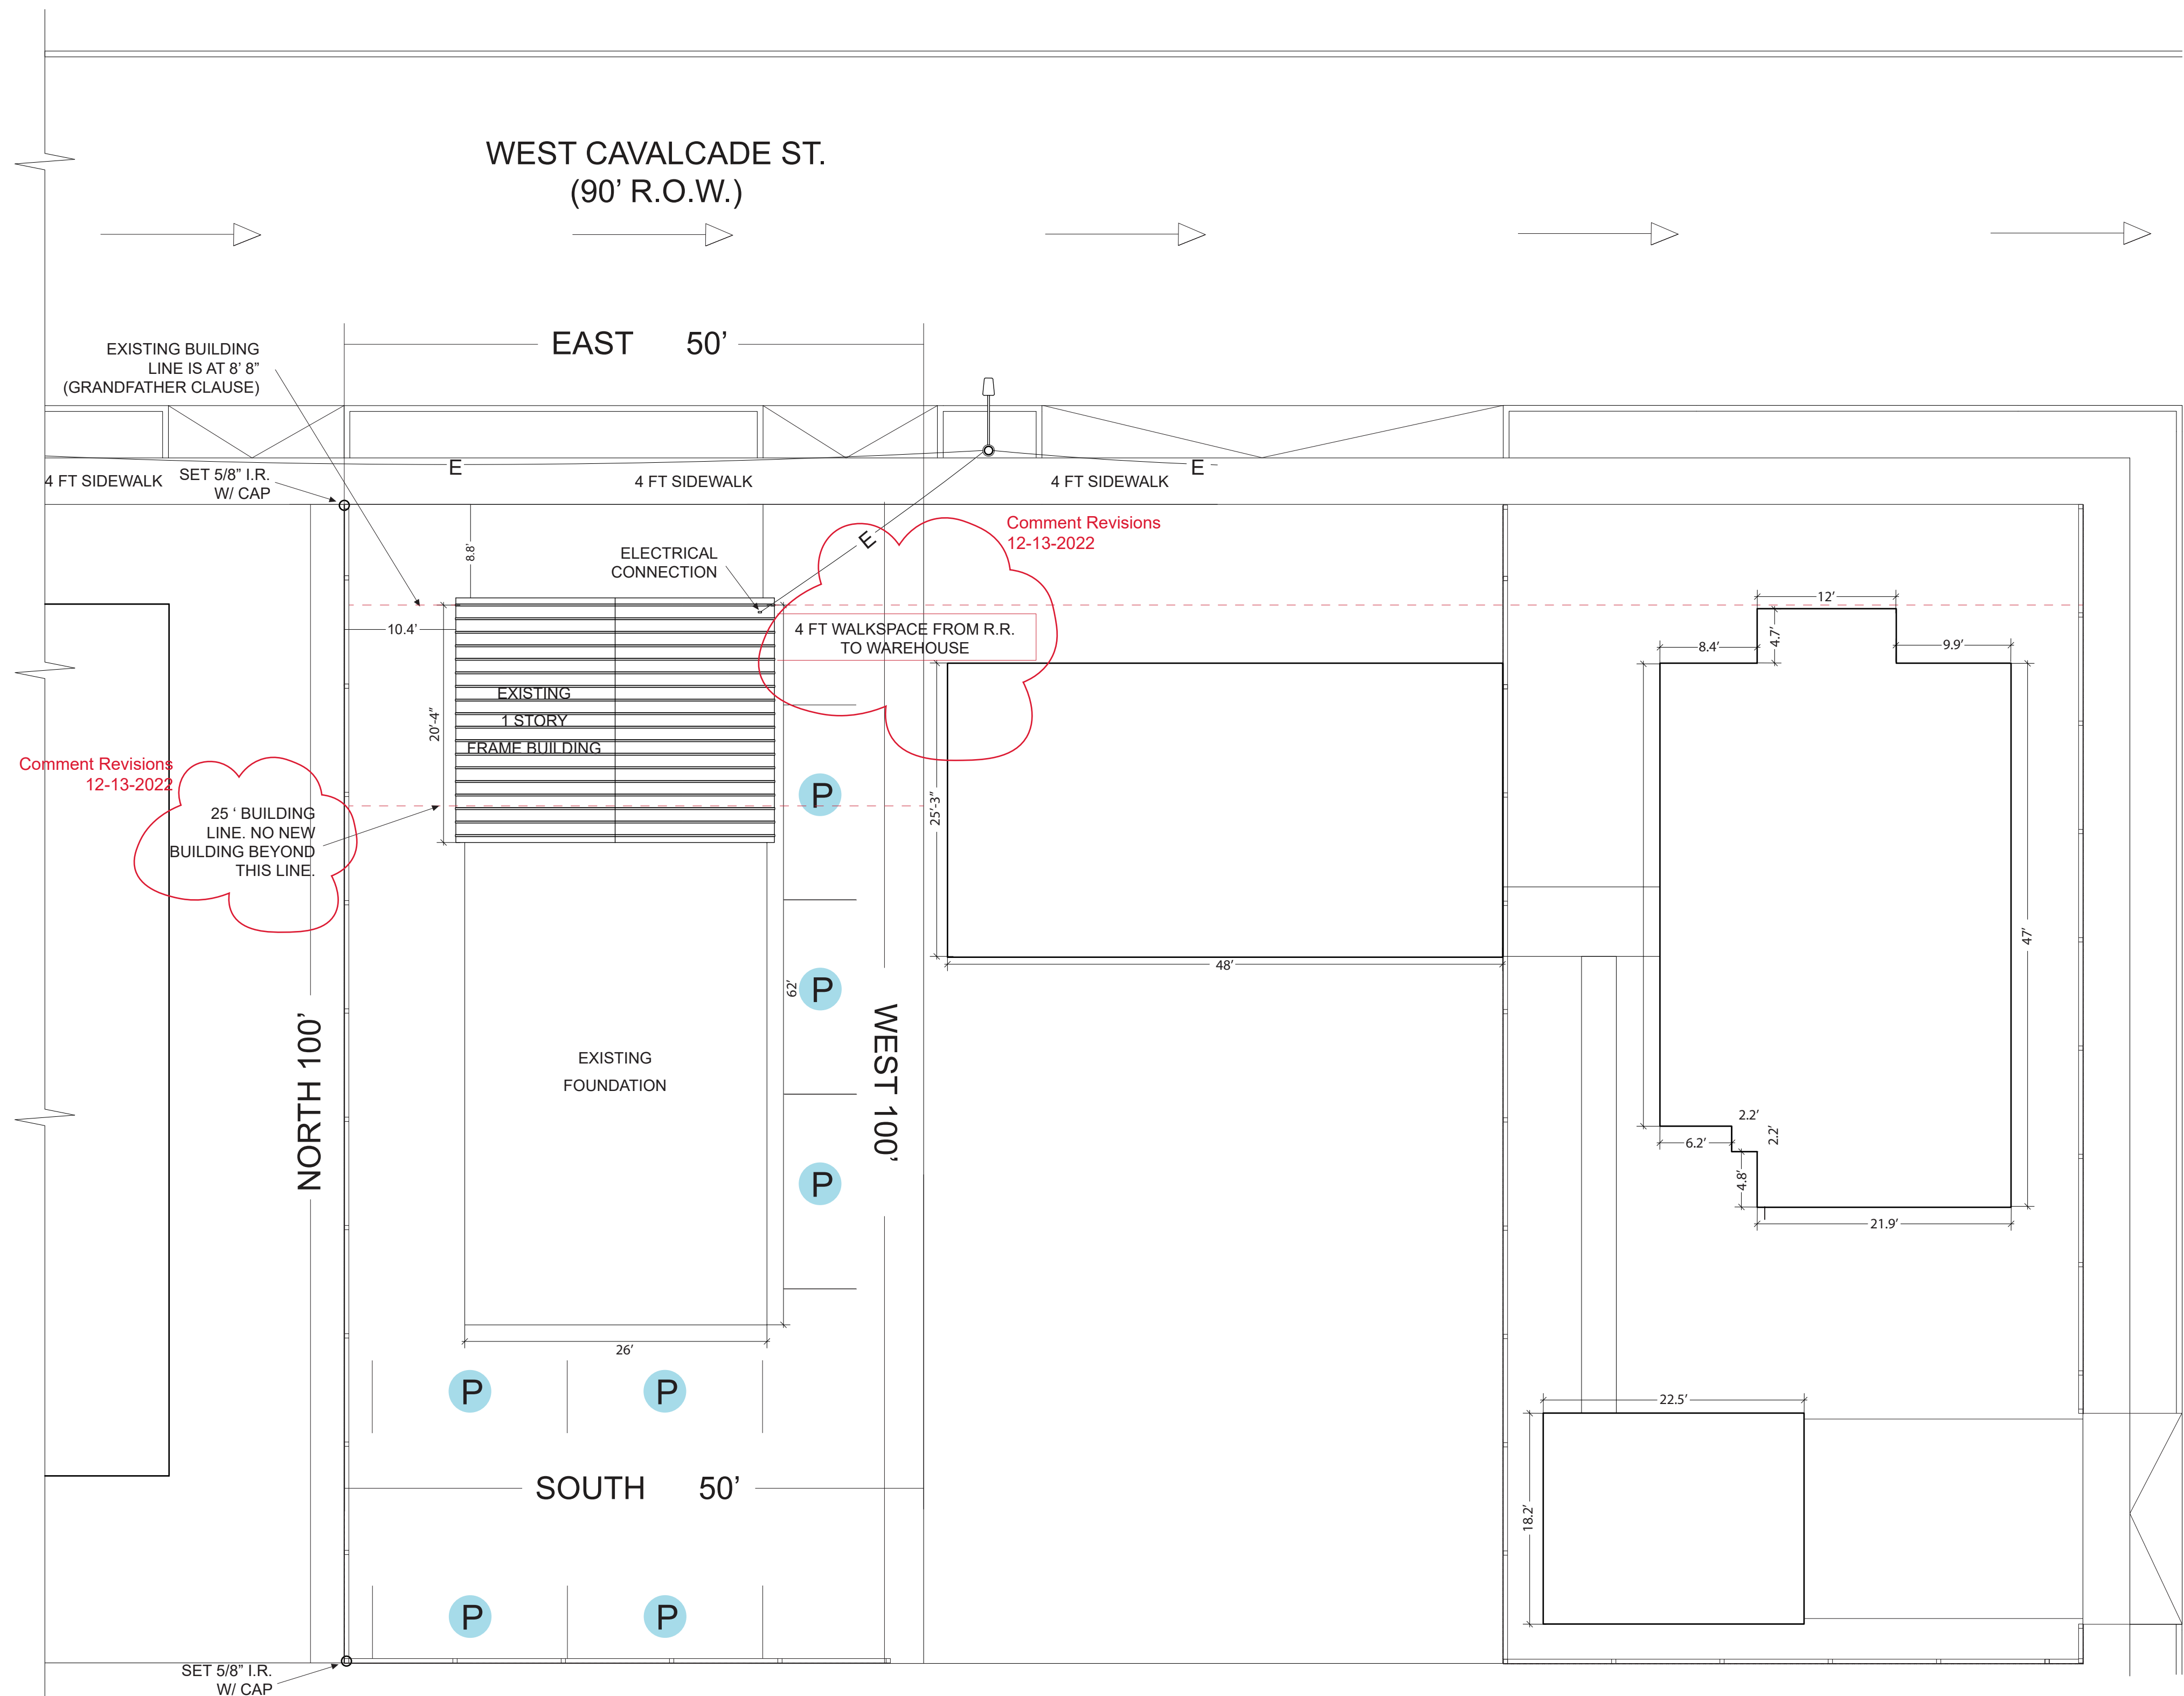 WEST CAVALCADE ST.
(90’ R.O.W.)
EAST 50’
EXISTING BUILDING
LINE IS AT 8’ 8”
(GRANDFATHER CLAUSE)
E
E
4 FT SIDEWALK
SET 5/8” I.R.
W/ CAP
4 FT SIDEWALK
4 FT SIDEWALK
Comment Revisions
12-13-2022
8.8’
ELECTRICAL
CONNECTION
E
10.4’
4 FT WALKSPACE FROM R.R.
TO WAREHOUSE
12’
4.7’
8.4’
9.9’
EXISTING
1 STORY
FRAME BUILDING
20’-4”
Comment Revisions
12-13-2022
25 ‘ BUILDING
LINE. NO NEW
BUILDING BEYOND
THIS LINE.
P
25’-3”
48’
47’
P
62’
NORTH 100’
WEST 100’
EXISTING
FOUNDATION
2.2’
2.2’
6.2’
4.8’
21.9’
P
26’
P
P
22.5’
18.2’
SOUTH 50’
P
P
SET 5/8” I.R.
W/ CAP